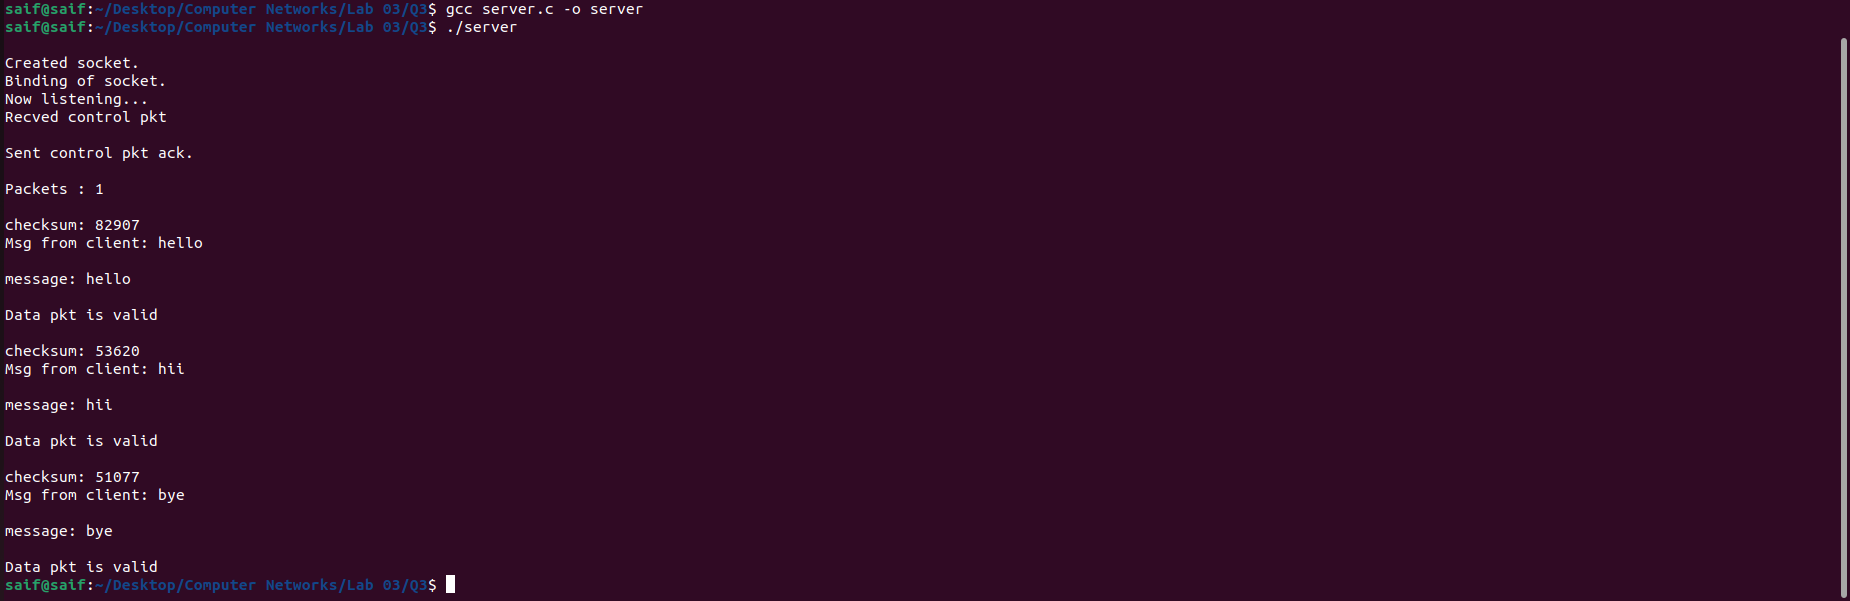 saif@saif:~/Desktop/Computer Networks/Lab 03/Q3$ gcc server.c -o server
saif@saif:~/Desktop/Computer Networks/Lab 03/Q3$ ./server
Created socket.
Binding of socket.
Now listening...
Recved control pkt
Sent control pkt ack.
Packets : 1
checksum: 82907
Msg from client: hello
message: hello
Data pkt is valid
checksum: 53620
Msg from client: hii
message: hii
Data pkt is valid
checksum: 51077
Msg from client: bye
message: bye
Data pkt is valid
saif@saif:~/Desktop/Computer Networks/Lab 03/Q3$